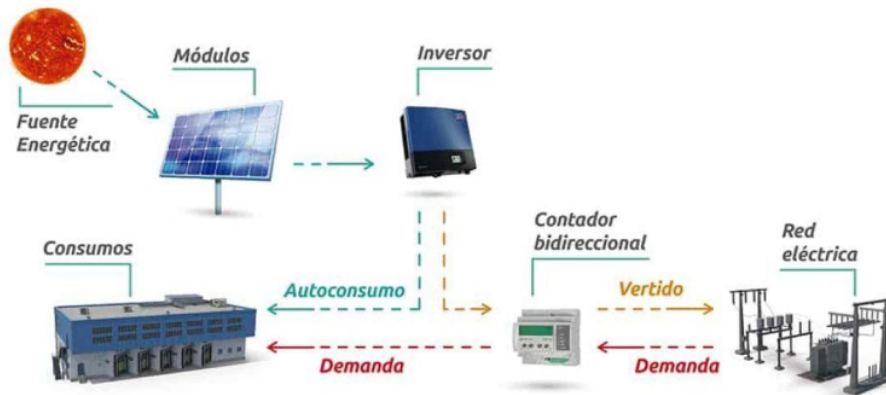 Módulos
Inversor
Fuente
Energética
Consumos
Contador
bidireccional
Red
eléctrica
Autoconsumo
Vertido
Demanda
Demanda